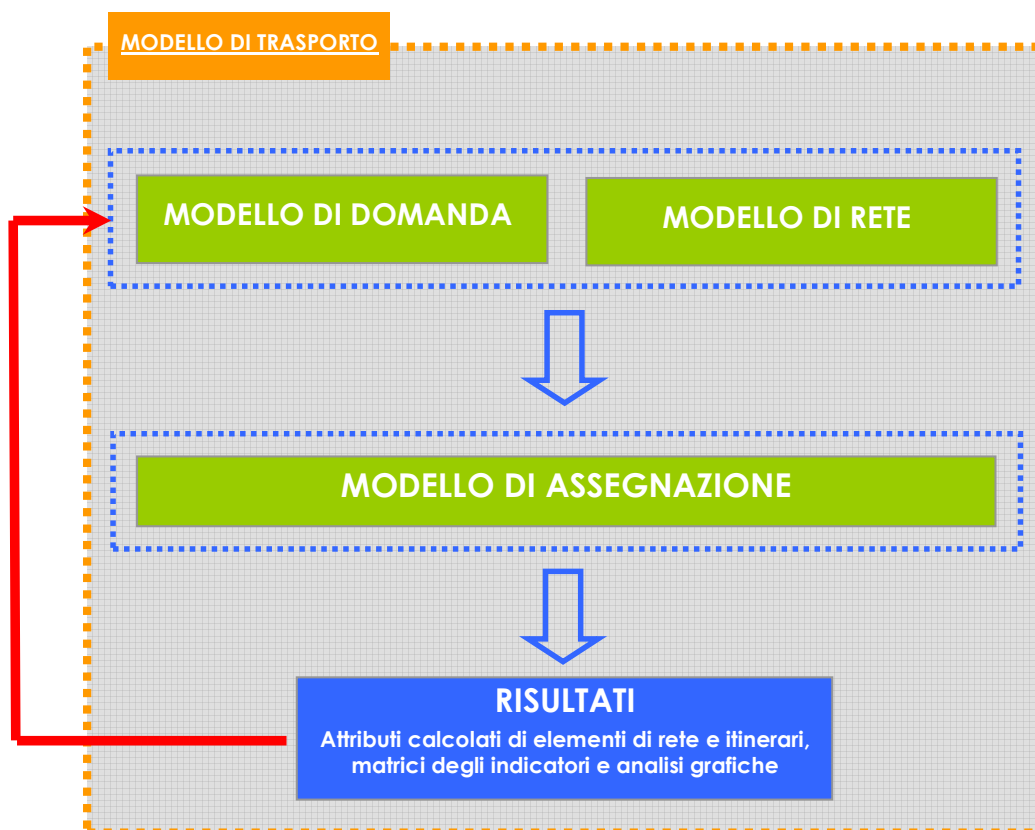 MODELLO DI TRASPORTO
MODELLO DI DOMANDA
MODELLO DI RETE
MODELLO DI ASSEGNAZIONE
RISULTATI
Attributi calcolati di elementi di rete e itinerari,
matrici degli indicatori e analisi grafiche